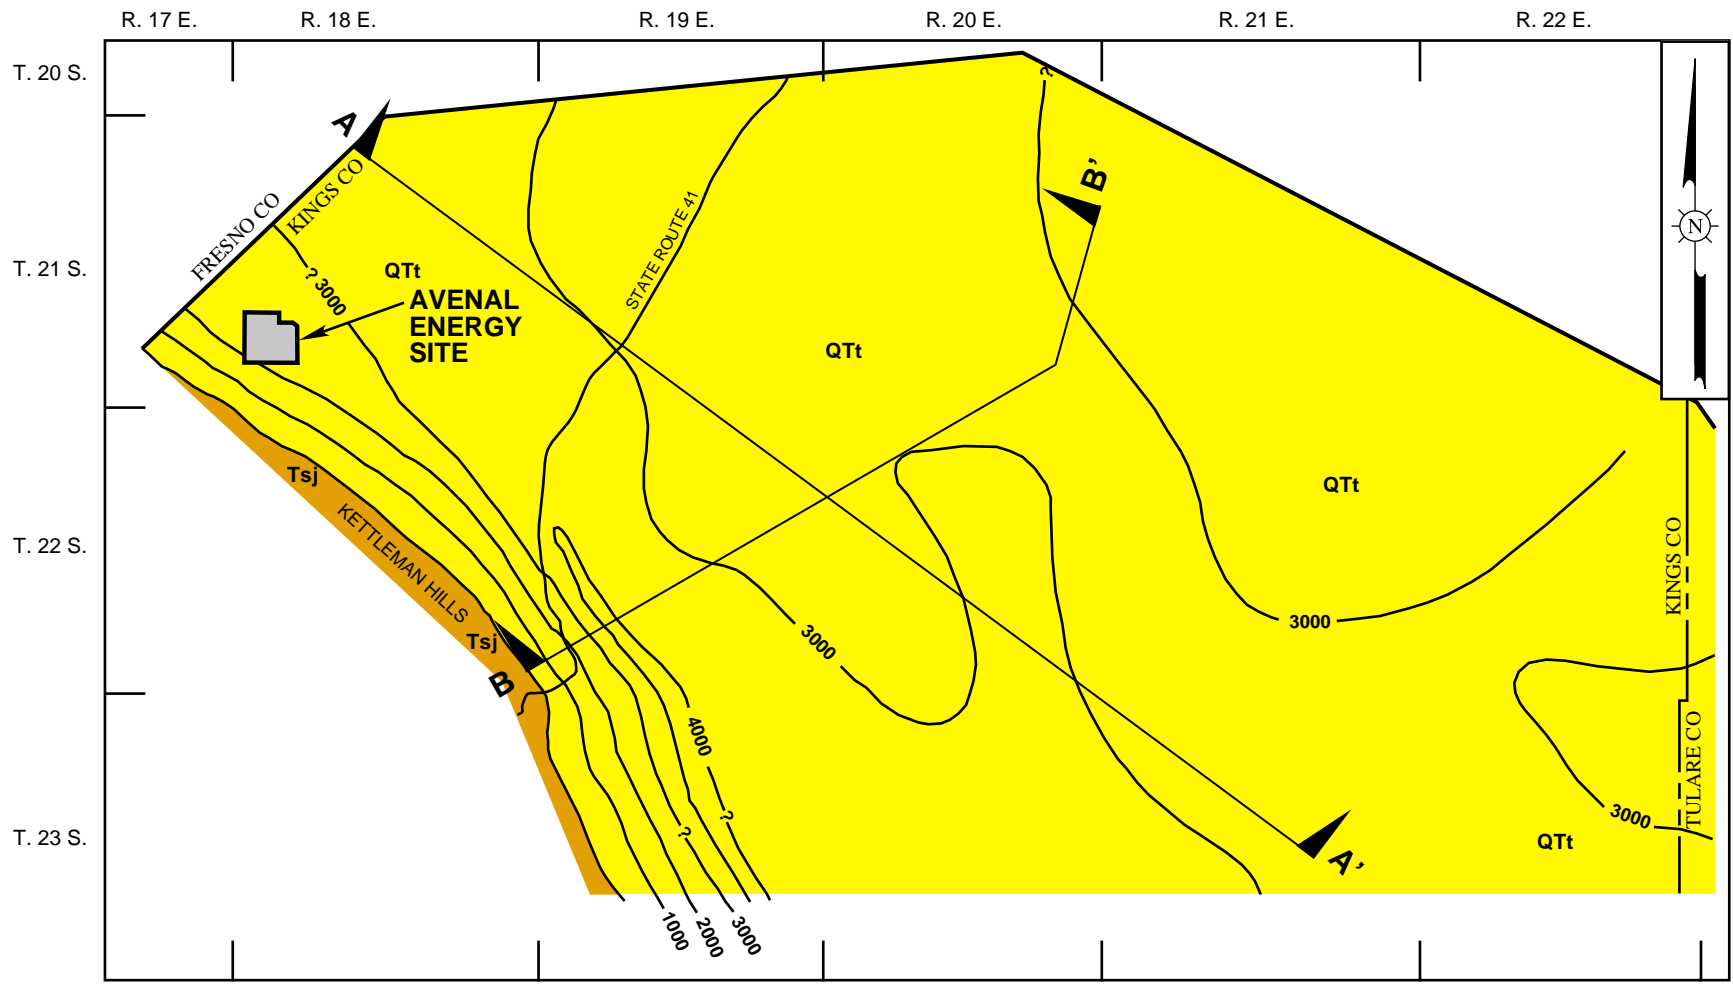 R. 17 E.
R. 18 E.
R. 19 E.
R. 20 E.
R. 21 E.
R. 22 E.
T. 20 S.
T. 21 S.
T. 22 S.
T. 23 S.
A
FRESNO CO
KINGS CO
? 3000
QTt
AVENAL
ENERGY
SITE
STATE ROUTE 41
?
B'
N
QTt
QTt
Tsj
KETTLEMAN HILLS
Tsj
B
3000
3000
KINGS CO
TULARE CO
4000
?
?
3000
QTt
A'
1000
2000
3000